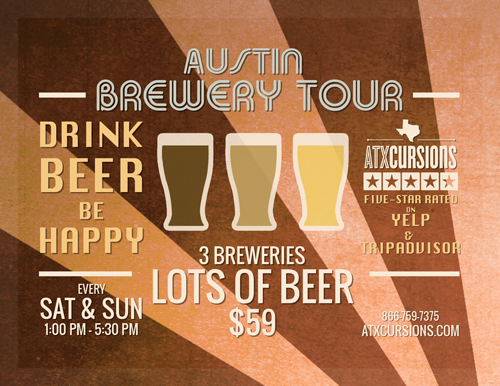 AUSTIN
BREWERY TOUR
DRINK
BEER
BE
HAPPY
ATXCURSIONS
FIVE-STAR RATED
ON
YELP
&
TRIPADVISOR
3 BREWERIES
LOTS OF BEER
$59
EVERY
SAT & SUN
1:00 PM - 5:30 PM
866-759-7375
ATXCURSIONS.COM